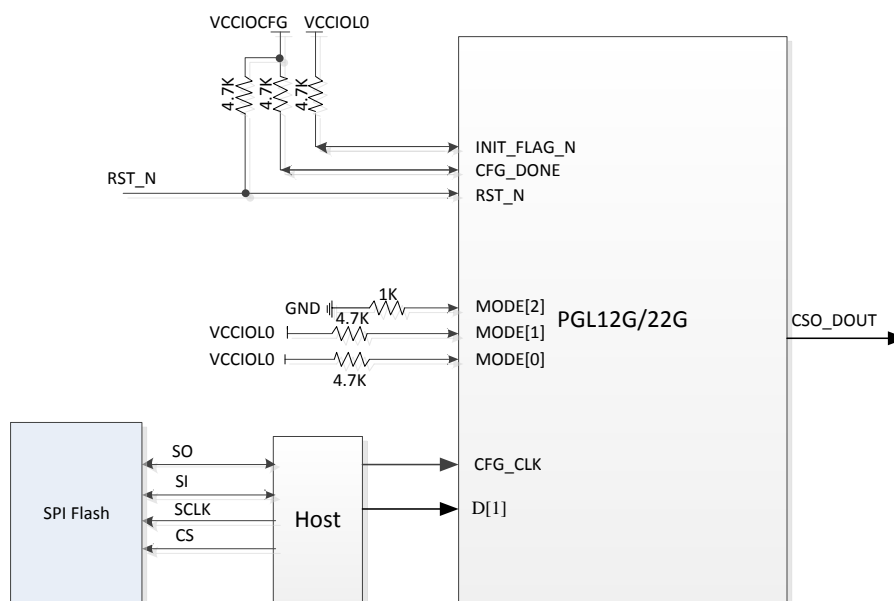 VCCIOCFG VCCIOL0
4.7K 4.7K 4.7K
INIT_FLAG_N
CFG_DONE
RST_N RST_N
GND 1K MODE[2]
4.7K
VCCIOL0 MODE[1]
VCCIOL0 MODE[0]
4.7K
PGL12G/22G
CSO_DOUT
SO
SI
SCLK
CS
SPI Flash
Host
CFG_CLK
D[1]